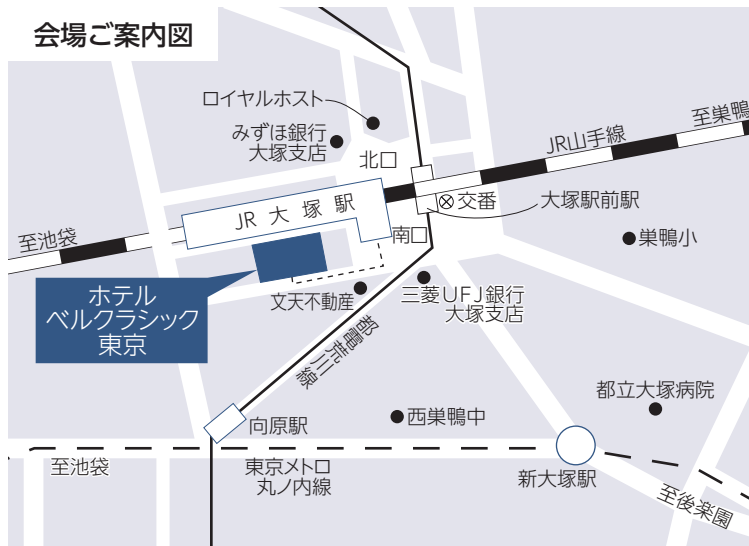 会場ご案内図
ロイヤルホスト
みずほ銀行
大塚支店
北口
JR山手線
至巣鴨
交番
大塚駅前駅
JR大塚駅
南口
至池袋
巣鴨小
ホテル
ベルクラシック
東京
文天不動産
三菱UFJ銀行
大塚支店
都電荒川線
都立大塚病院
向原駅
西巣鴨中
至池袋
東京メトロ
丸ノ内線
新大塚駅
至後楽園